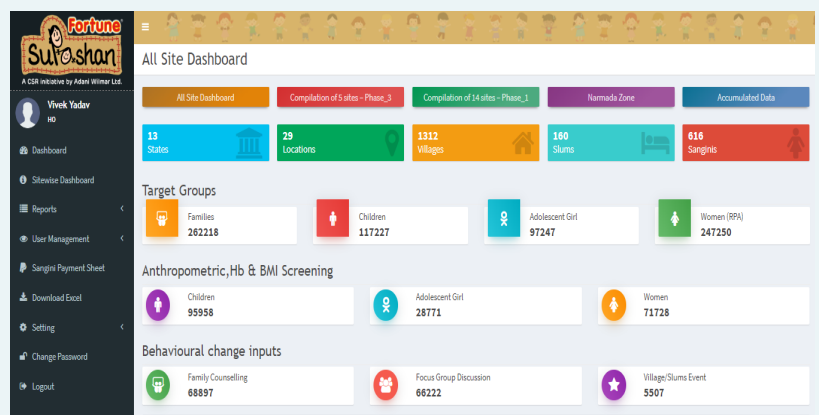 Fortune
SuPoshan
A CSR initiative by Adani Wilmar Ltd.
Vivek Yadav
HO
Dashboard
Sitewise Dashboard
Reports
User Management
Sangini Payment Sheet
Download Excel
Setting
Change Password
Logout
All Site Dashboard
All Site Dashboard
Compilation of 5 sites – Phase_3
Compilation of 14 sites – Phase_1
Narmada Zone
Accumulated Data
13
States
29
Locations
1312
Villages
160
Slums
616
Sanginis
Target Groups
Families
262218
Children
117227
Adolescent Girl
97247
Women (RPA)
247250
Anthropometric,Hb & BMI Screening
Children
95958
Adolescent Girl
28771
Women
71728
Behavioural change inputs
Family Counselling
68897
Focus Group Discussion
66222
Village/Slums Event
5507